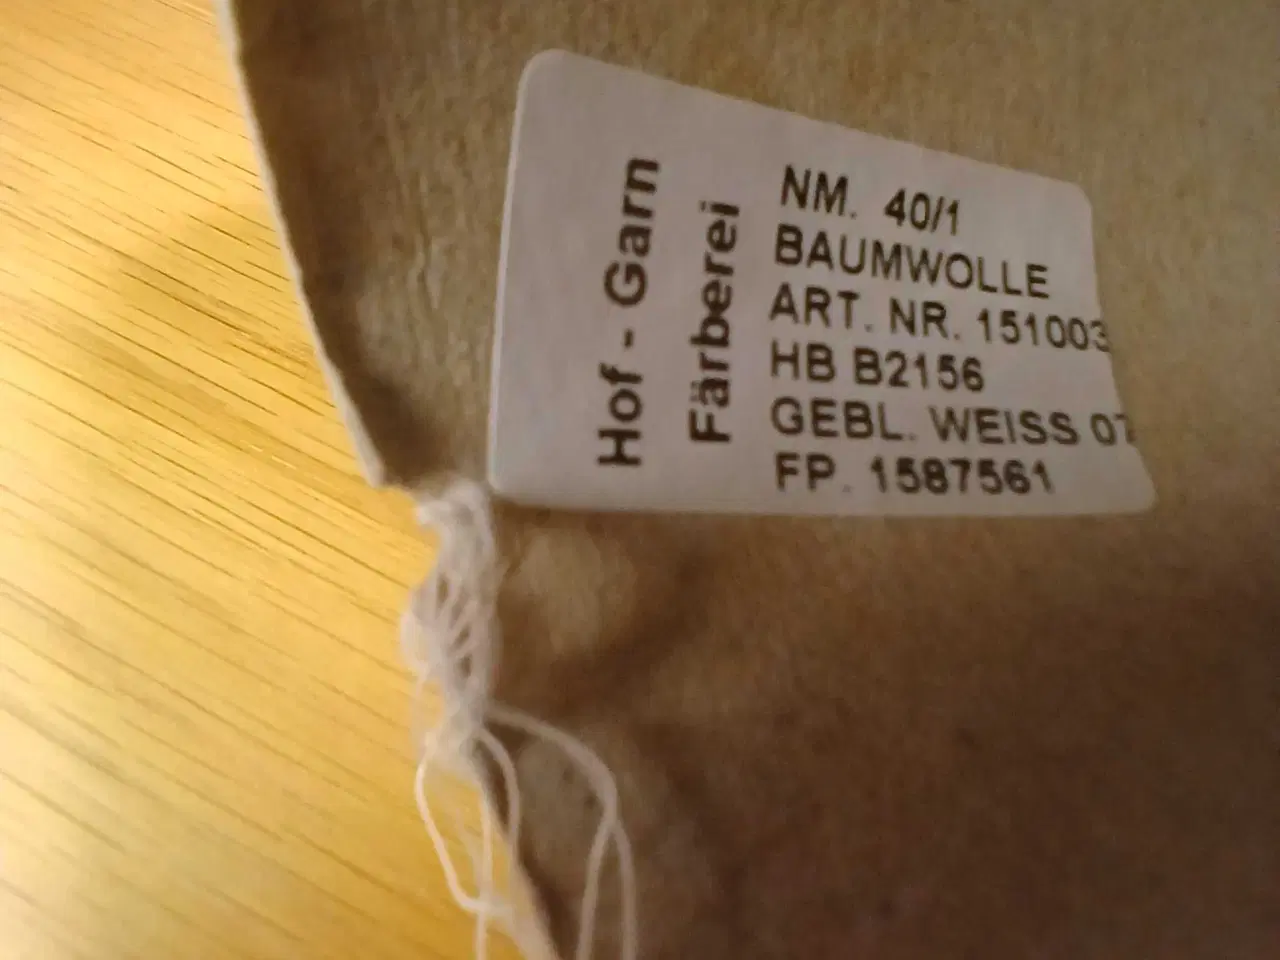 Hof - Garn
Färberei
NM. 40/1
BAUMWOLLE
ART. NR. 151003
HB B2156
GEBL. WEISS 07
FP. 1587561